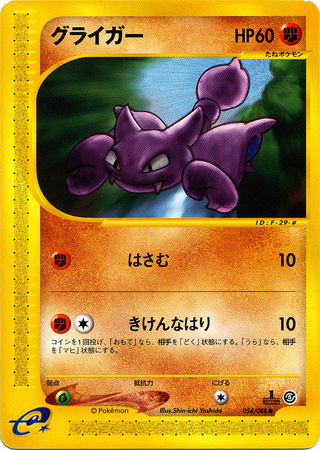 グライガー HP60
たねポケモン
ID:F-29-#
はさむ 10
きけんなはり 10
コインを1回投げ、「おもて」なら、相手を「どく」状態にする。「うら」なら、相手を
「マヒ」状態にする。
弱点 抵抗力 にげる
1
EDITION
e
© Pokémon Illus.Shin-ichi Yoshida 054/088 ●